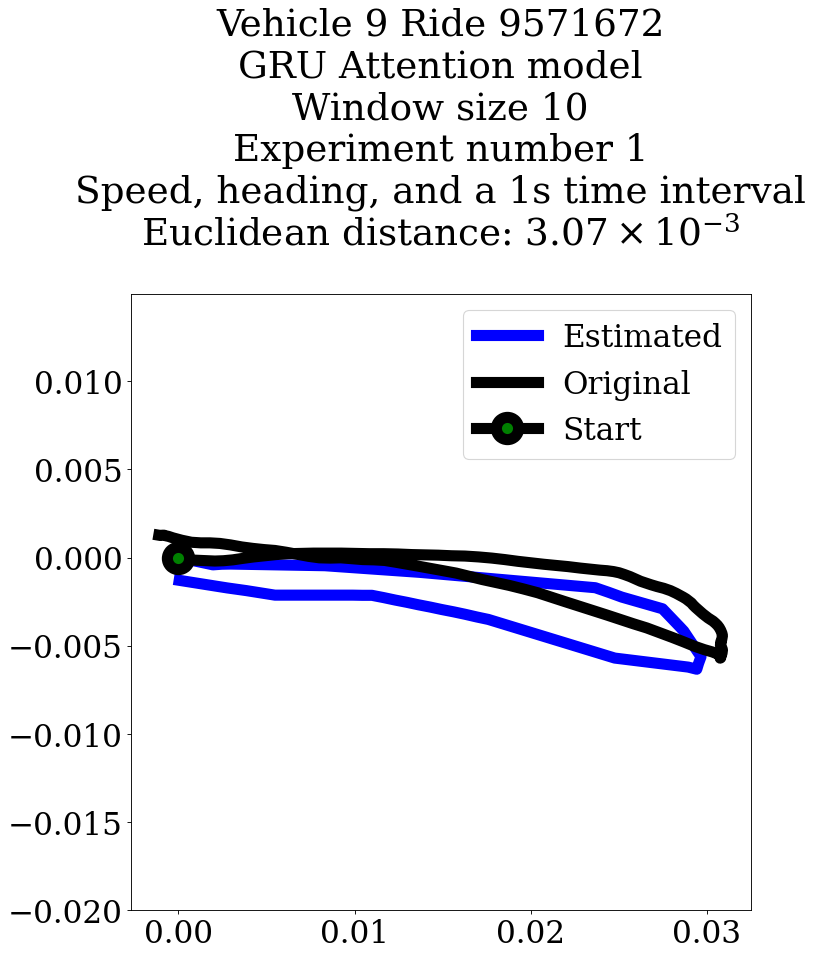 Vehicle 9 Ride 9571672
GRU Attention model
Window size 10
Experiment number 1
Speed, heading, and a 1s time interval
Euclidean distance: 3.07 × 10⁻³
Estimated
Original
Start
0.010
0.005
0.000
−0.005
−0.010
−0.015
−0.020
0.00 0.01 0.02 0.03